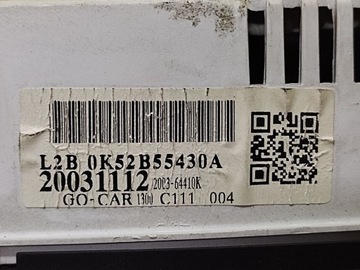 L2B 0K52B55430A
20031112/2003-64410K
GO-CAR 1300 C111 004